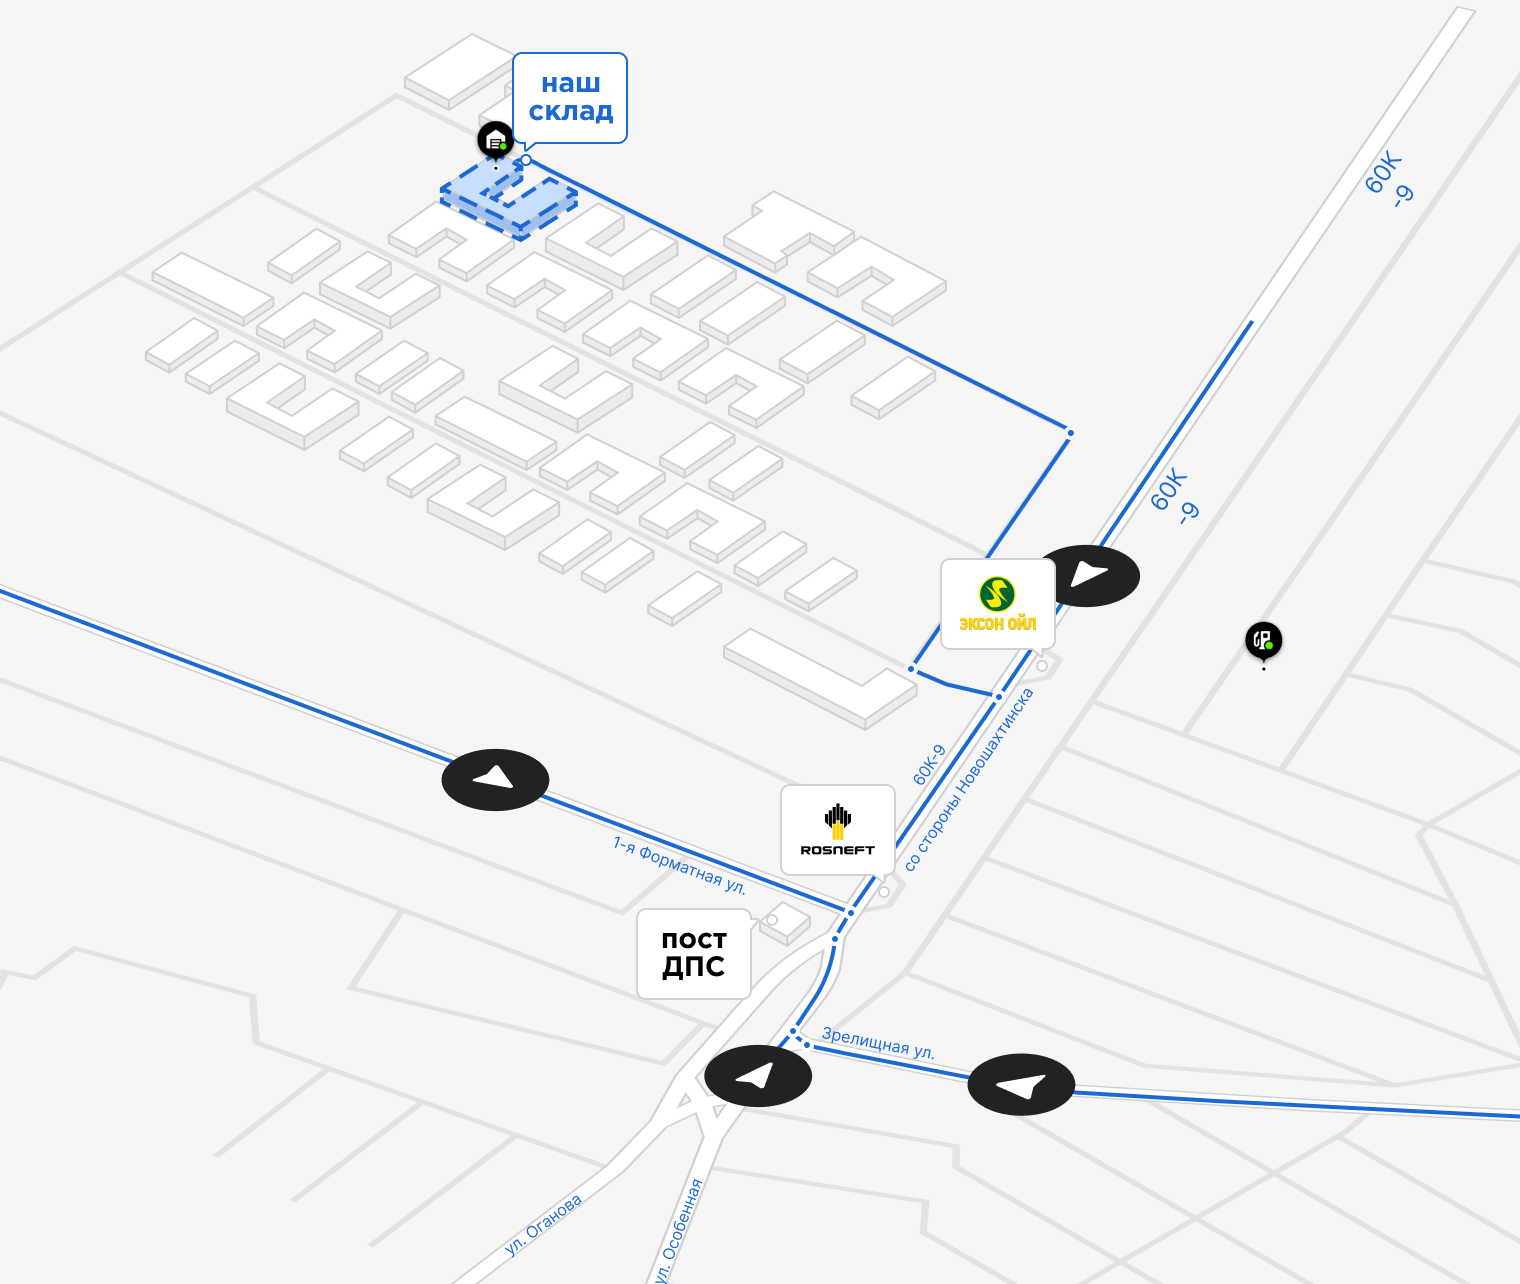 наш
склад
60К
-9
60К
-9
ЭКСОН ОЙЛ
60К-9
со стороны Новошахтинска
ROSNEFT
1-я Форматная ул.
пост
ДПС
Зрелищная ул.
ул. Оганова
ул. Особенная